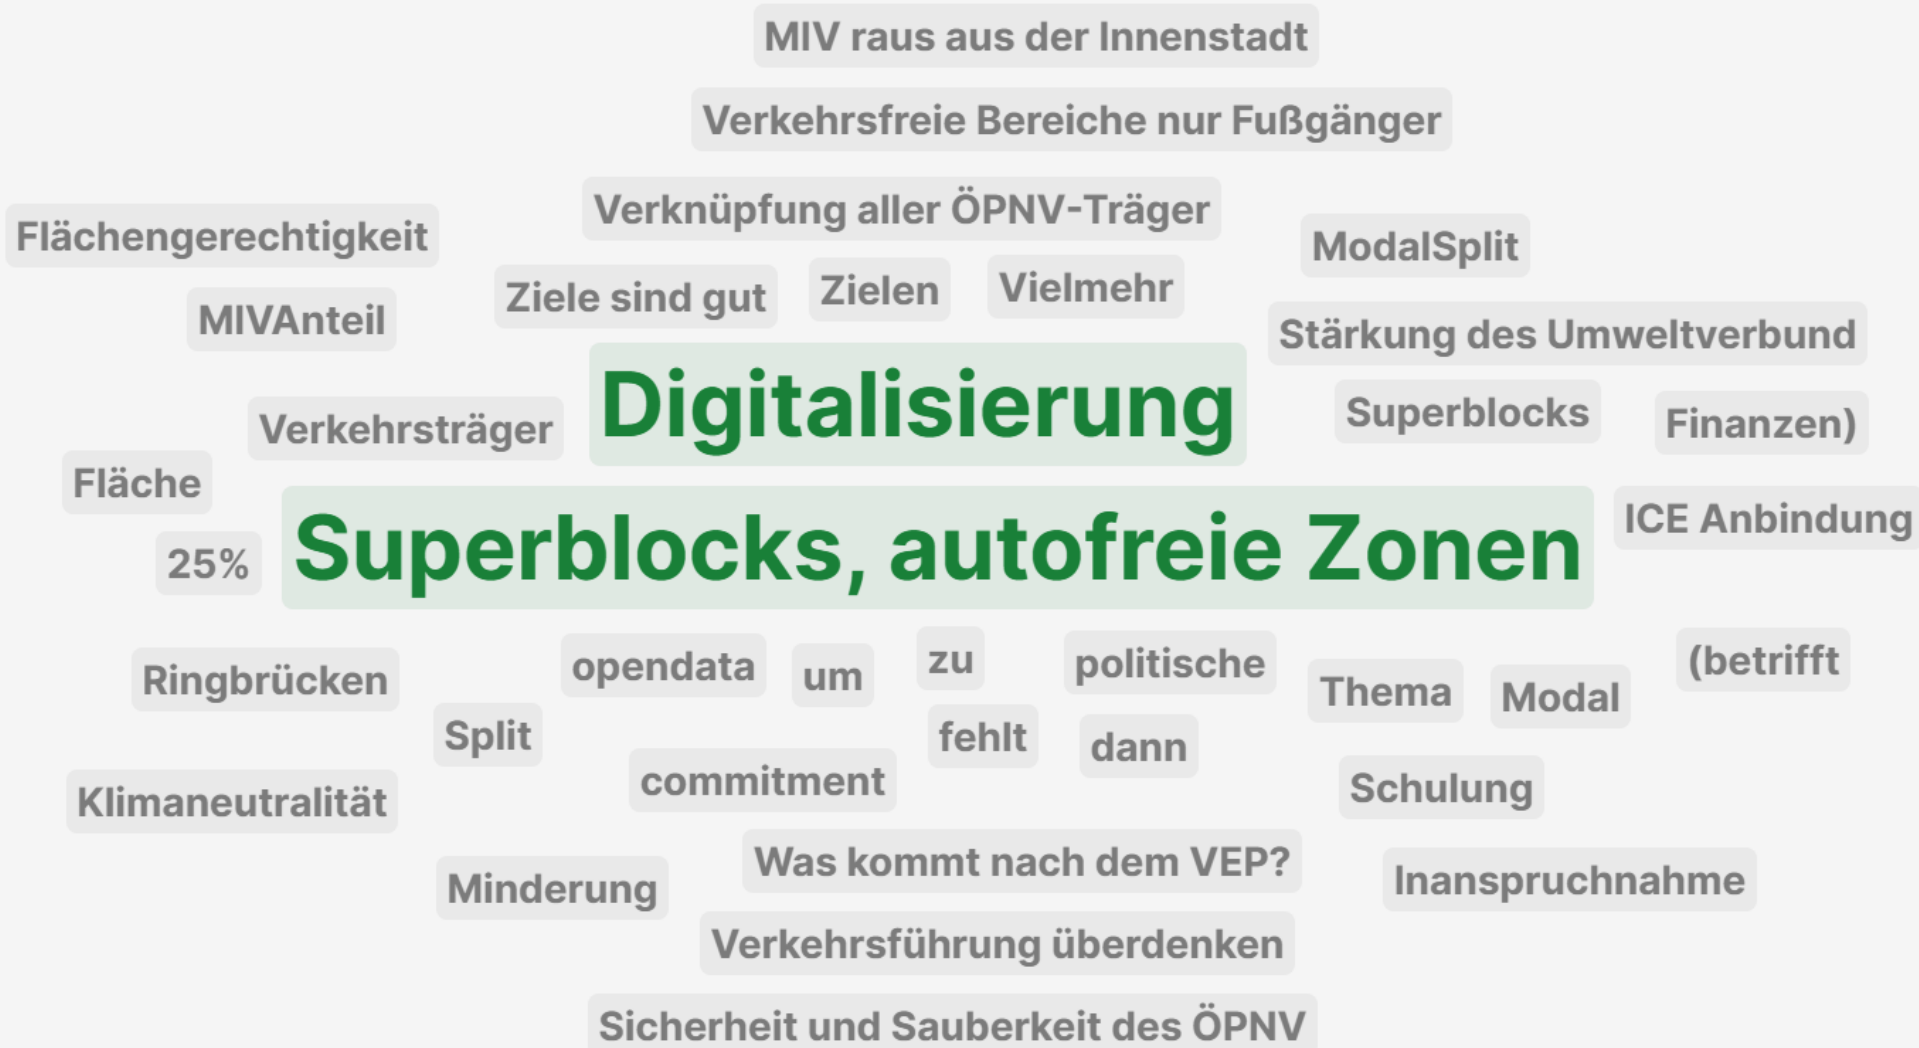 MIV raus aus der Innenstadt
Verkehrsfreie Bereiche nur Fußgänger
Verknüpfung aller ÖPNV-Träger
Flächengerechtigkeit
ModalSplit
Ziele sind gut
Zielen
Vielmehr
MIVAnteil
Stärkung des Umweltverbund
Digitalisierung
Superblocks
Finanzen)
Verkehrsträger
Fläche
ICE Anbindung
Superblocks, autofreie Zonen
25%
zu
politische
(betrifft
opendata
um
Ringbrücken
Thema
Modal
Split
fehlt
dann
commitment
Schulung
Klimaneutralität
Was kommt nach dem VEP?
Inanspruchnahme
Minderung
Verkehrsführung überdenken
Sicherheit und Sauberkeit des ÖPNV